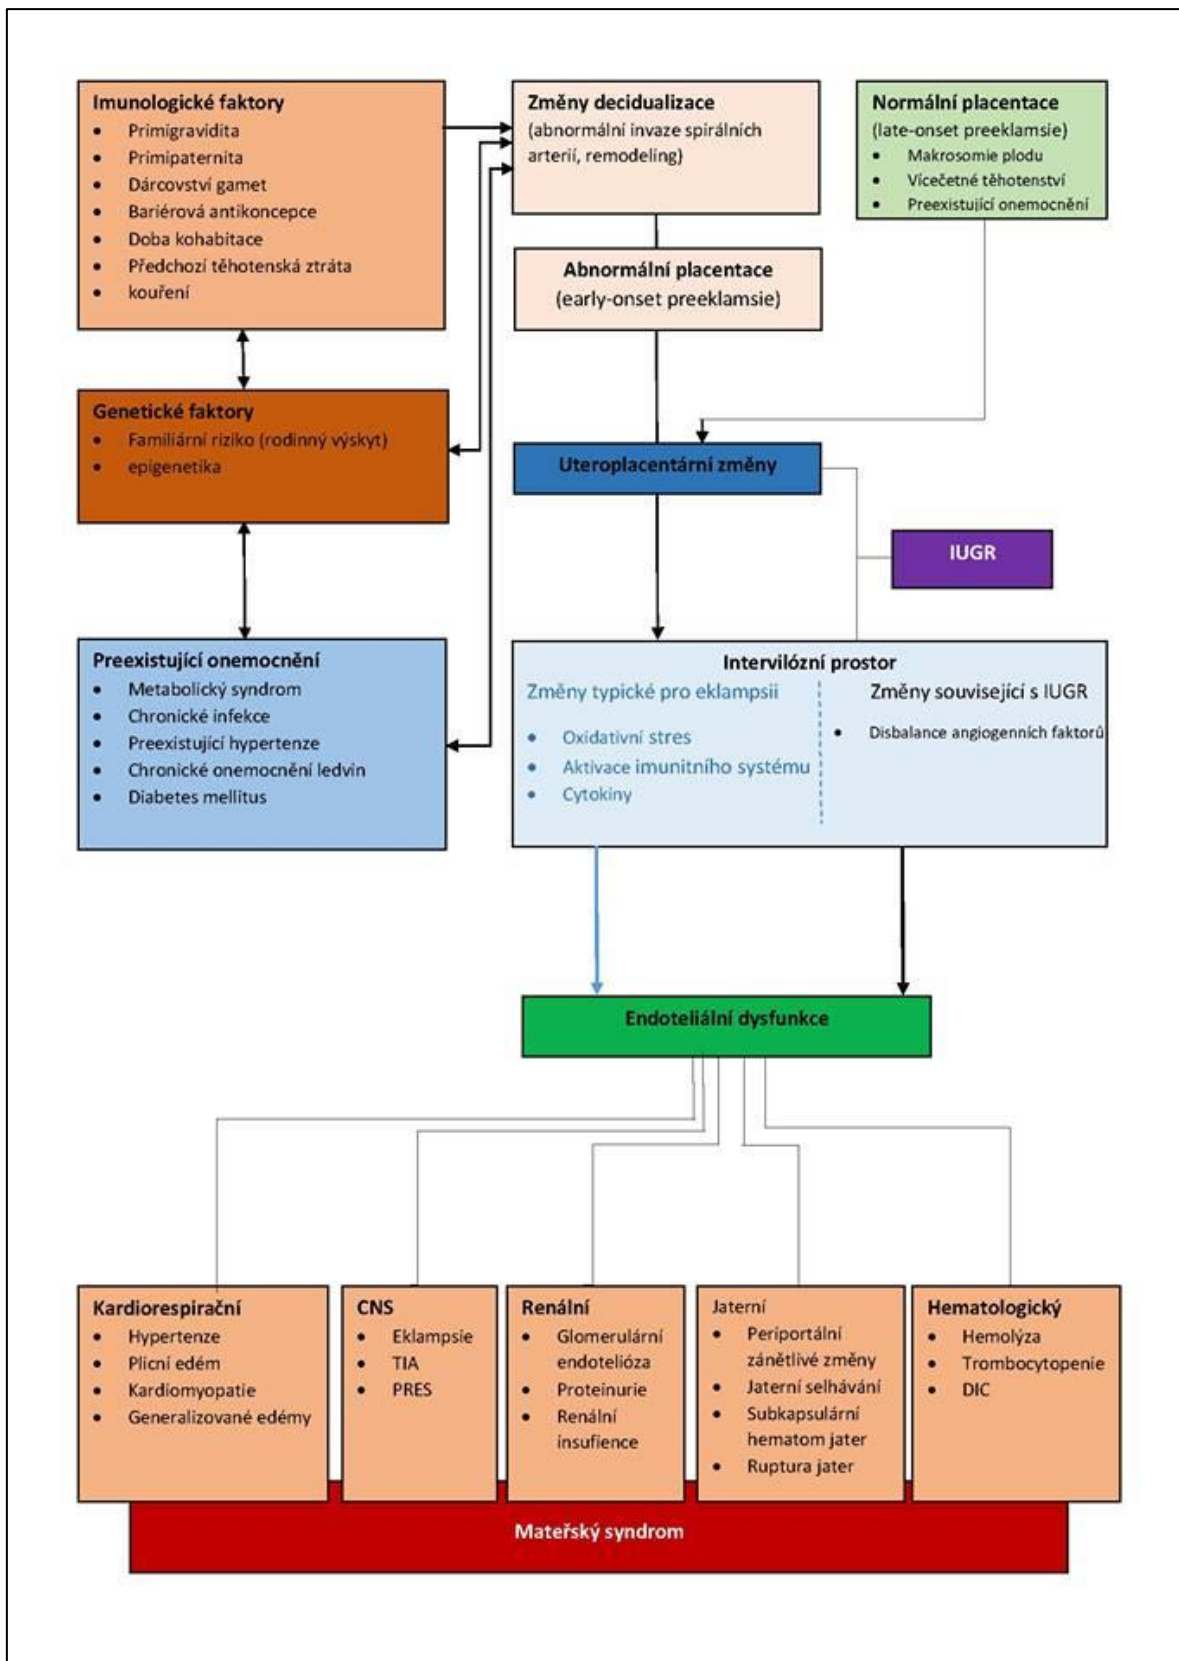 Imunologické faktory
• Primigravidita
• Primipaternita
• Dárcovství gamet
• Bariérová antikoncepce
• Doba kohabitace
• Předchozí těhotenská ztráta
• kouření
Změny decidualizace
(abnormální invaze spirálních
arterií, remodeling)
Normální placentace
(late-onset preeklamsie)
• Makrosomie plodu
• Vícečetné těhotenství
• Preexistující onemocnění
Abnormální placentace
(early-onset preeklamsie)
Genetické faktory
• Familiární riziko (rodinný výskyt)
• epigenetika
Uteroplacentární změny
IUGR
Preexistující onemocnění
• Metabolický syndrom
• Chronické infekce
• Preexistující hypertenze
• Chronické onemocnění ledvin
• Diabetes mellitus
Intervilózní prostor
Změny typické pro eklampsii
• Oxidativní stres
• Aktivace imunitního systému
• Cytokiny
Změny související s IUGR
• Disbalance angiogenních faktorů
Endoteliální dysfunkce
Kardiorespirační
• Hypertenze
• Plicní edém
• Kardiomyopatie
• Generalizované edémy
CNS
• Eklampsie
• TIA
• PRES
Renální
• Glomerulární
endotelióza
• Proteinurie
• Renální
insufience
Jaterní
• Periportální
zánětlivé změny
• Jaterní selhávání
• Subkapsulární
hematom jater
• Ruptura jater
Hematologický
• Hemolýza
• Trombocytopenie
• DIC
Mateřský syndrom